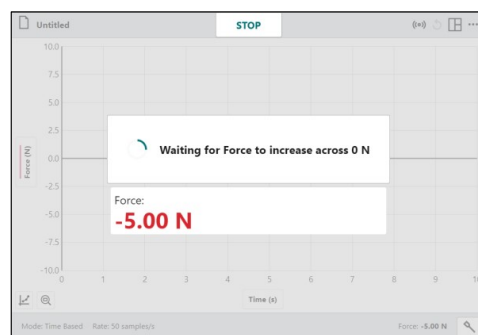 Untitled
STOP
10.0
7.5
5.0
2.5
0.0
-2.5
-5.0
-7.5
-10.0
Force (N)
Waiting for Force to increase across 0 N
Force:
-5.00 N
0 1 2 3 4 5 6 7 8 9 10
Time (s)
Mode: Time Based Rate: 50 samples/s Force: -5.00 N